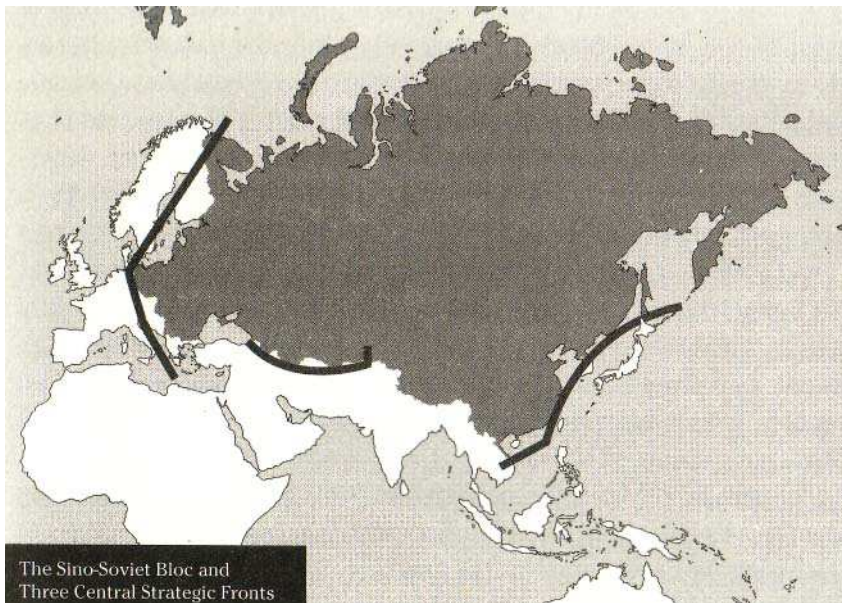 The Sino-Soviet Bloc and
Three Central Strategic Fronts